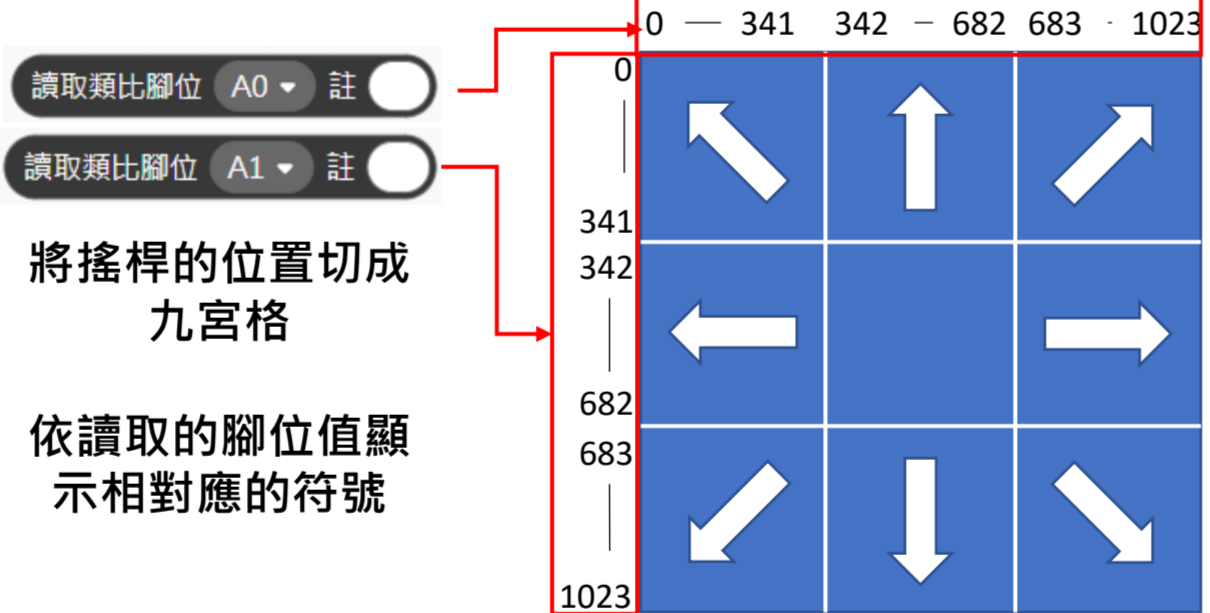 0 — 341 342 – 682 683 - 1023
讀取類比腳位 A0 註
讀取類比腳位 A1 註
0
341
342
682
683
1023
將搖桿的位置切成
九宮格
依讀取的腳位值顯
示相對應的符號